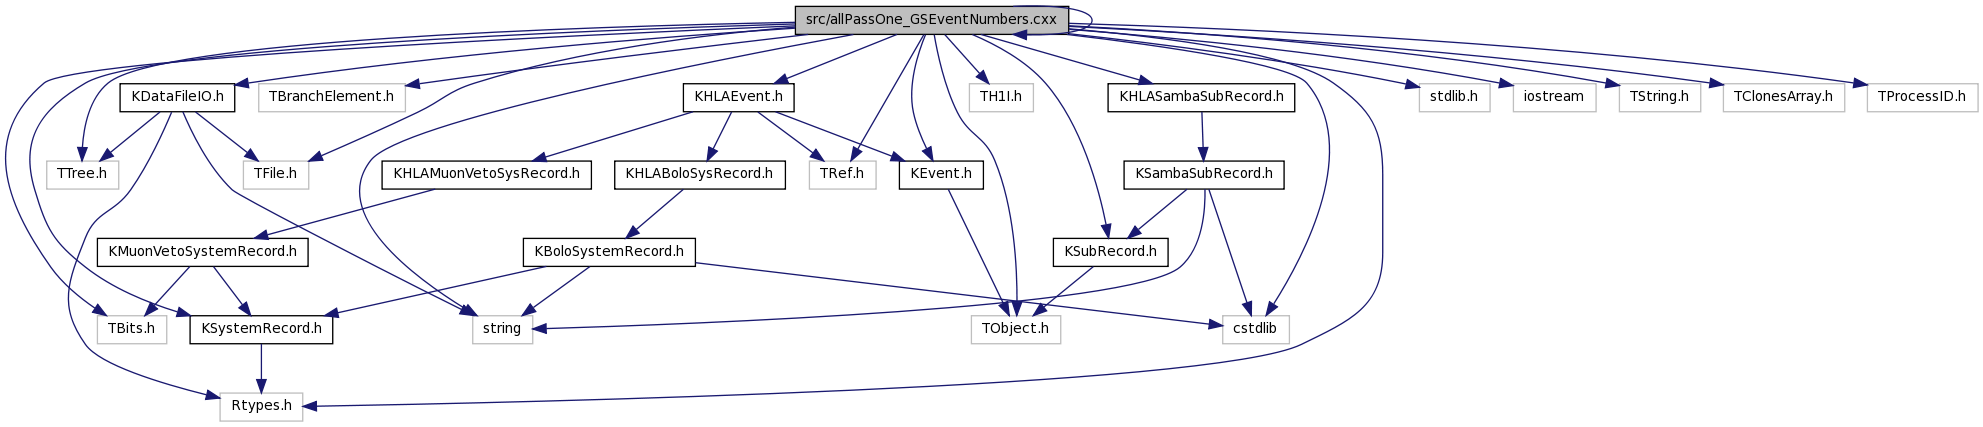 src/allPassOne_GSEventNumbers.cxx
KDataFileIO.h
TBranchElement.h
KHLAEvent.h
TH1I.h
KHLASambaSubRecord.h
stdlib.h
iostream
TString.h
TClonesArray.h
TProcessID.h
TTree.h
TFile.h
KHLAMuonVetoSysRecord.h
KHLABoloSysRecord.h
TRef.h
KEvent.h
KSambaSubRecord.h
KMuonVetoSystemRecord.h
KBoloSystemRecord.h
KSubRecord.h
TBits.h
KSystemRecord.h
string
TObject.h
cstdlib
Rtypes.h